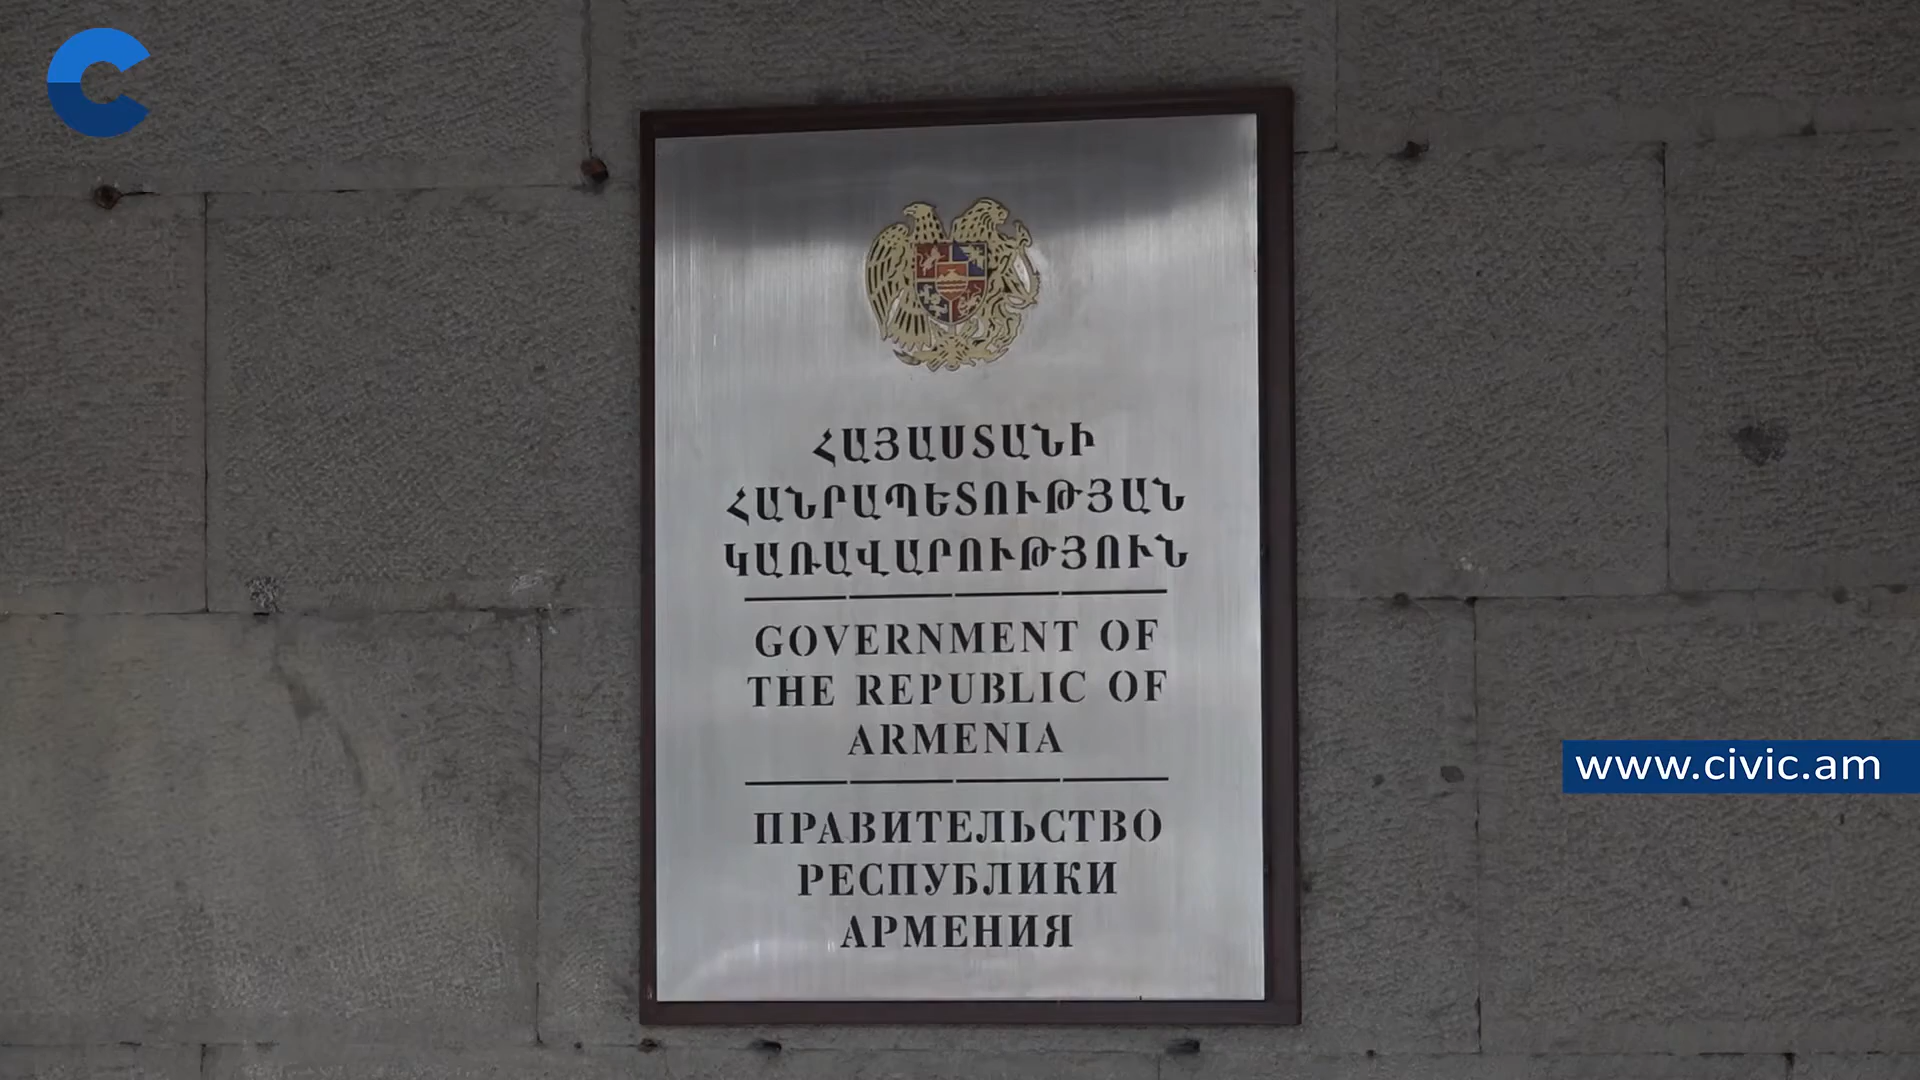 ՀԱՅԱՍՏԱՆԻ
ՀԱՆՐԱՊԵՏՈՒԹՅԱՆ
ԿԱՌԱՎԱՐՈՒԹՅՈՒՆ
GOVERNMENT OF
THE REPUBLIC OF
ARMENIA
www.civic.am
ПРАВИТЕЛЬСТВО
РЕСПУБЛИКИ
АРМЕНИЯ